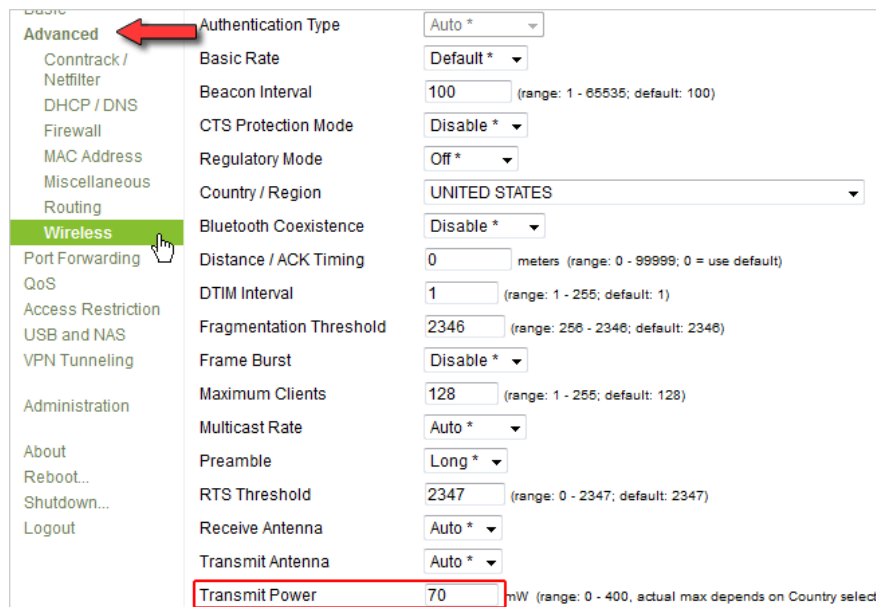 Basic
Advanced
Conntrack /
Netfilter
DHCP / DNS
Firewall
MAC Address
Miscellaneous
Routing
Wireless
Port Forwarding
QoS
Access Restriction
USB and NAS
VPN Tunneling
Administration
About
Reboot...
Shutdown...
Logout
Authentication Type Auto *
Basic Rate Default *
Beacon Interval 100 (range: 1 - 65535; default: 100)
CTS Protection Mode Disable *
Regulatory Mode Off *
Country / Region UNITED STATES
Bluetooth Coexistence Disable *
Distance / ACK Timing 0 meters (range: 0 - 99999; 0 = use default)
DTIM Interval 1 (range: 1 - 255; default: 1)
Fragmentation Threshold 2346 (range: 256 - 2346; default: 2346)
Frame Burst Disable *
Maximum Clients 128 (range: 1 - 255; default: 128)
Multicast Rate Auto *
Preamble Long *
RTS Threshold 2347 (range: 0 - 2347; default: 2347)
Receive Antenna Auto *
Transmit Antenna Auto *
Transmit Power 70 mW (range: 0 - 400, actual max depends on Country select